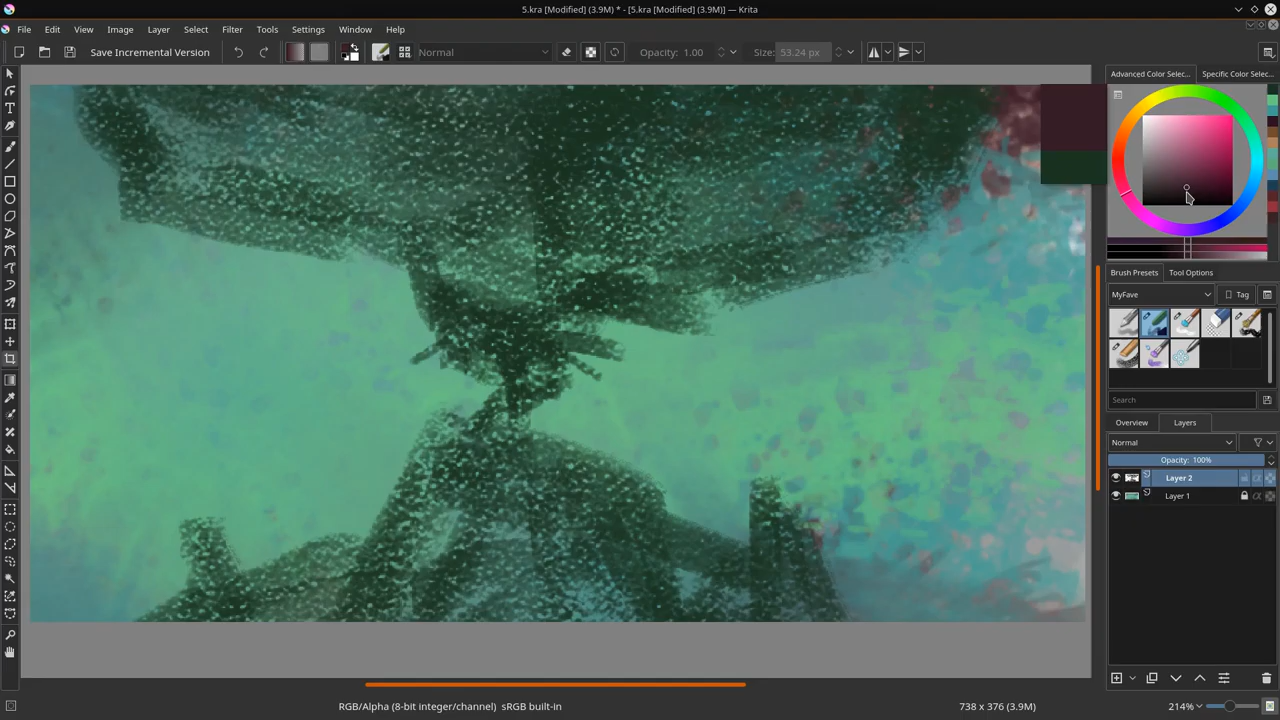 5.kra [Modified] (3.9M) * - [5.kra [Modified] (3.9M)] — Krita
File Edit View Image Layer Select Filter Tools Settings Window Help
Save Incremental Version Normal Opacity: 1.00 Size: 53.24 px
Advanced Color Selec... Specific Color Selec...
Brush Presets Tool Options
MyFave Tag
Search
Overview Layers
Normal
Opacity: 100%
Layer 2
Layer 1
RGB/Alpha (8-bit integer/channel) sRGB built-in 738 x 376 (3.9M) 214%